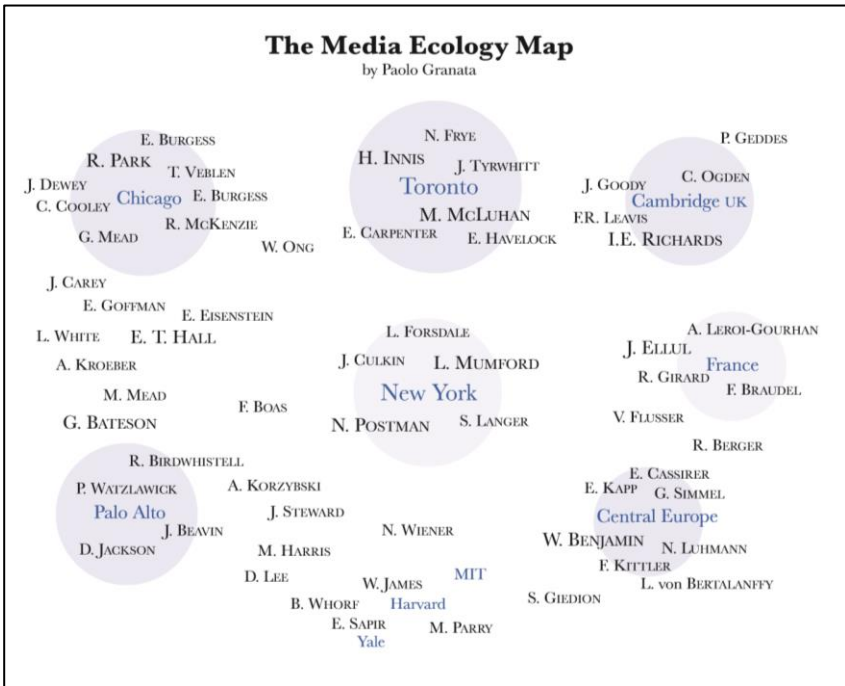 The Media Ecology Map
by Paolo Granata
E. BURGESS
R. PARK
T. VEBLEN
J. DEWEY
Chicago
E. BURGESS
C. COOLEY
R. MCKENZIE
G. MEAD
W. ONG
N. FRYE
H. INNIS
J. TYRWHITT
Toronto
M. MCLUHAN
E. CARPENTER
E. HAVELOCK
P. GEDDES
C. OGDEN
J. GOODY
Cambridge UK
F.R. LEAVIS
I.E. RICHARDS
J. CAREY
E. GOFFMAN
E. EISENSTEIN
L. WHITE
E. T. HALL
A. KROEBER
M. MEAD
F. BOAS
G. BATESON
L. FORSDALE
J. CULKIN
L. MUMFORD
New York
N. POSTMAN
S. LANGER
A. LEROI-GOURHAN
J. ELLUL
France
R. GIRARD
F. BRAUDEL
V. FLUSSER
R. BERGER
R. BIRDWHISTELL
P. WATZLAWICK
A. KORZYBSKI
Palo Alto
J. STEWARD
J. BEAVIN
D. JACKSON
N. WIENER
M. HARRIS
D. LEE
W. JAMES
MIT
B. WHORF
Harvard
E. SAPIR
M. PARRY
Yale
E. CASSIRER
E. KAPP
G. SIMMEL
Central Europe
W. BENJAMIN
N. LUHMANN
F. KITTLER
L. VON BERTALANFFY
S. GIEDION